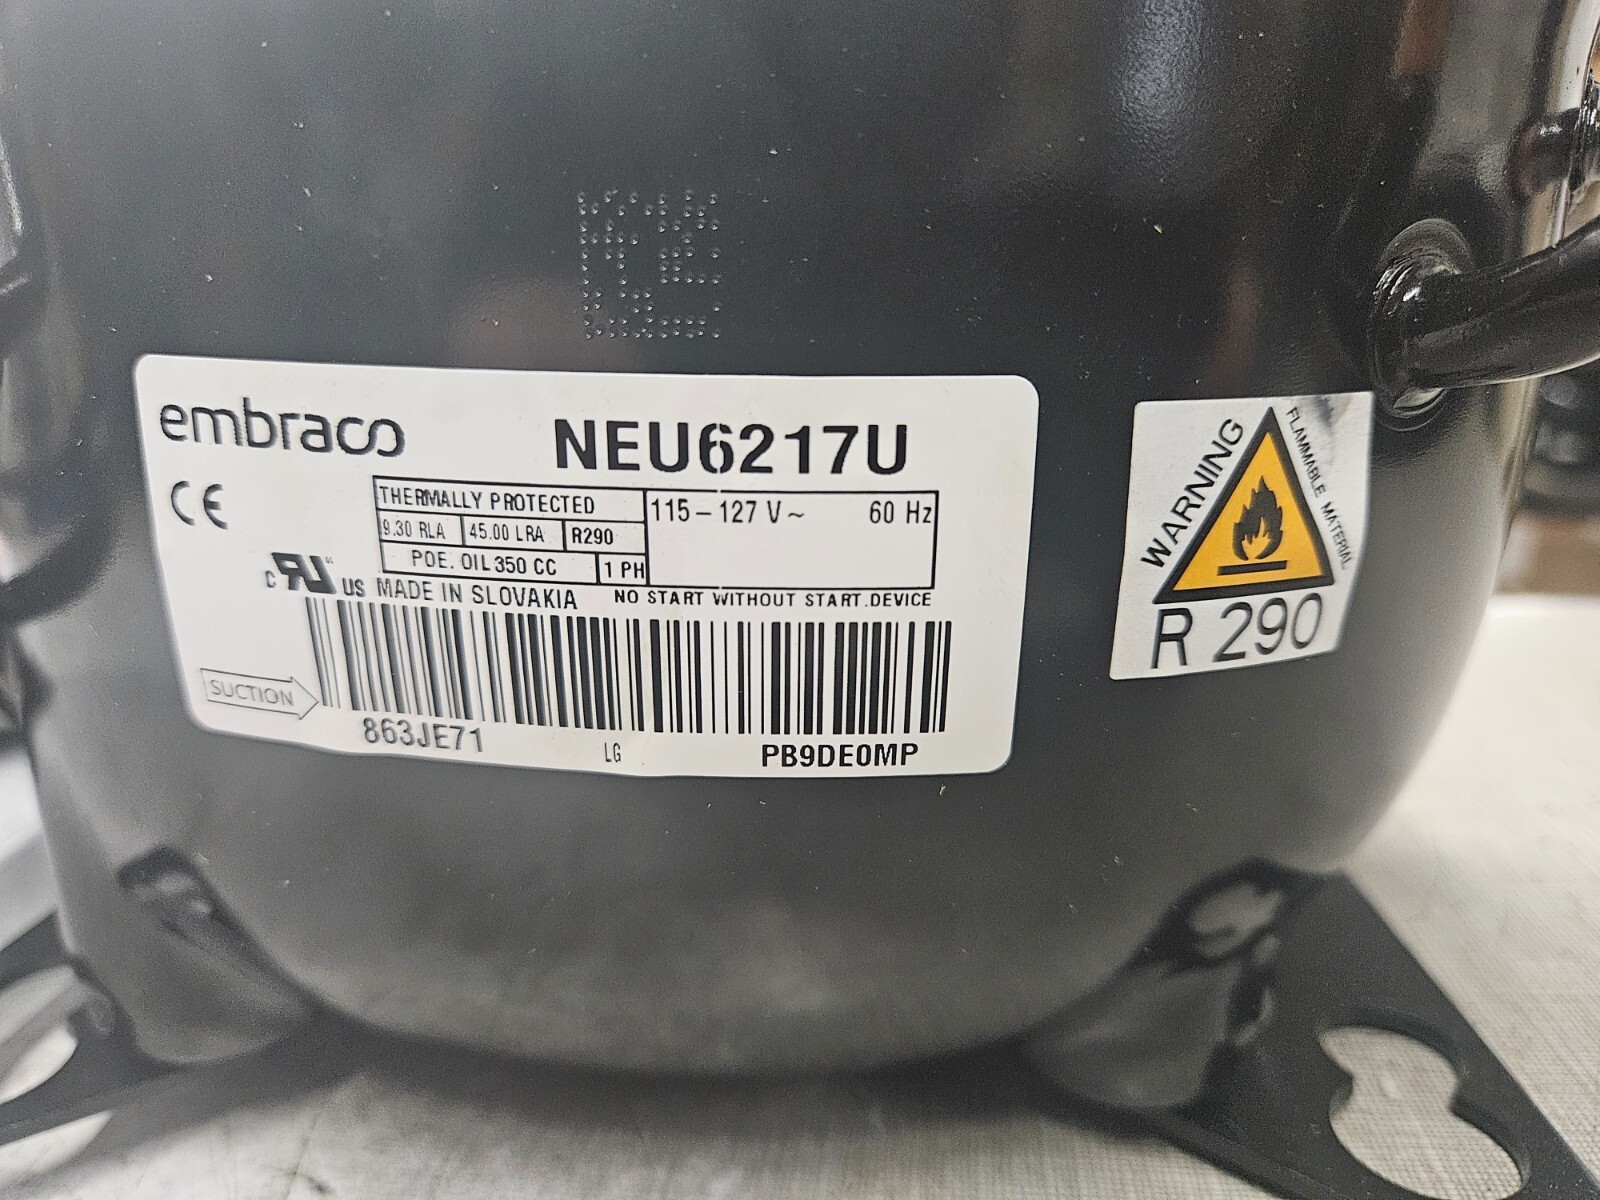 embraco
NEU6217U
CE
THERMALLY PROTECTED
9.30 RLA 45.00 LRA R290
POE. OIL 350 CC 1 PH
115 - 127 V ~ 60 Hz
c RU US MADE IN SLOVAKIA
NO START WITHOUT START.DEVICE
SUCTION
863JE71
LG
PB9DE0MP
WARNING
FLAMMABLE MATERIAL
R 290